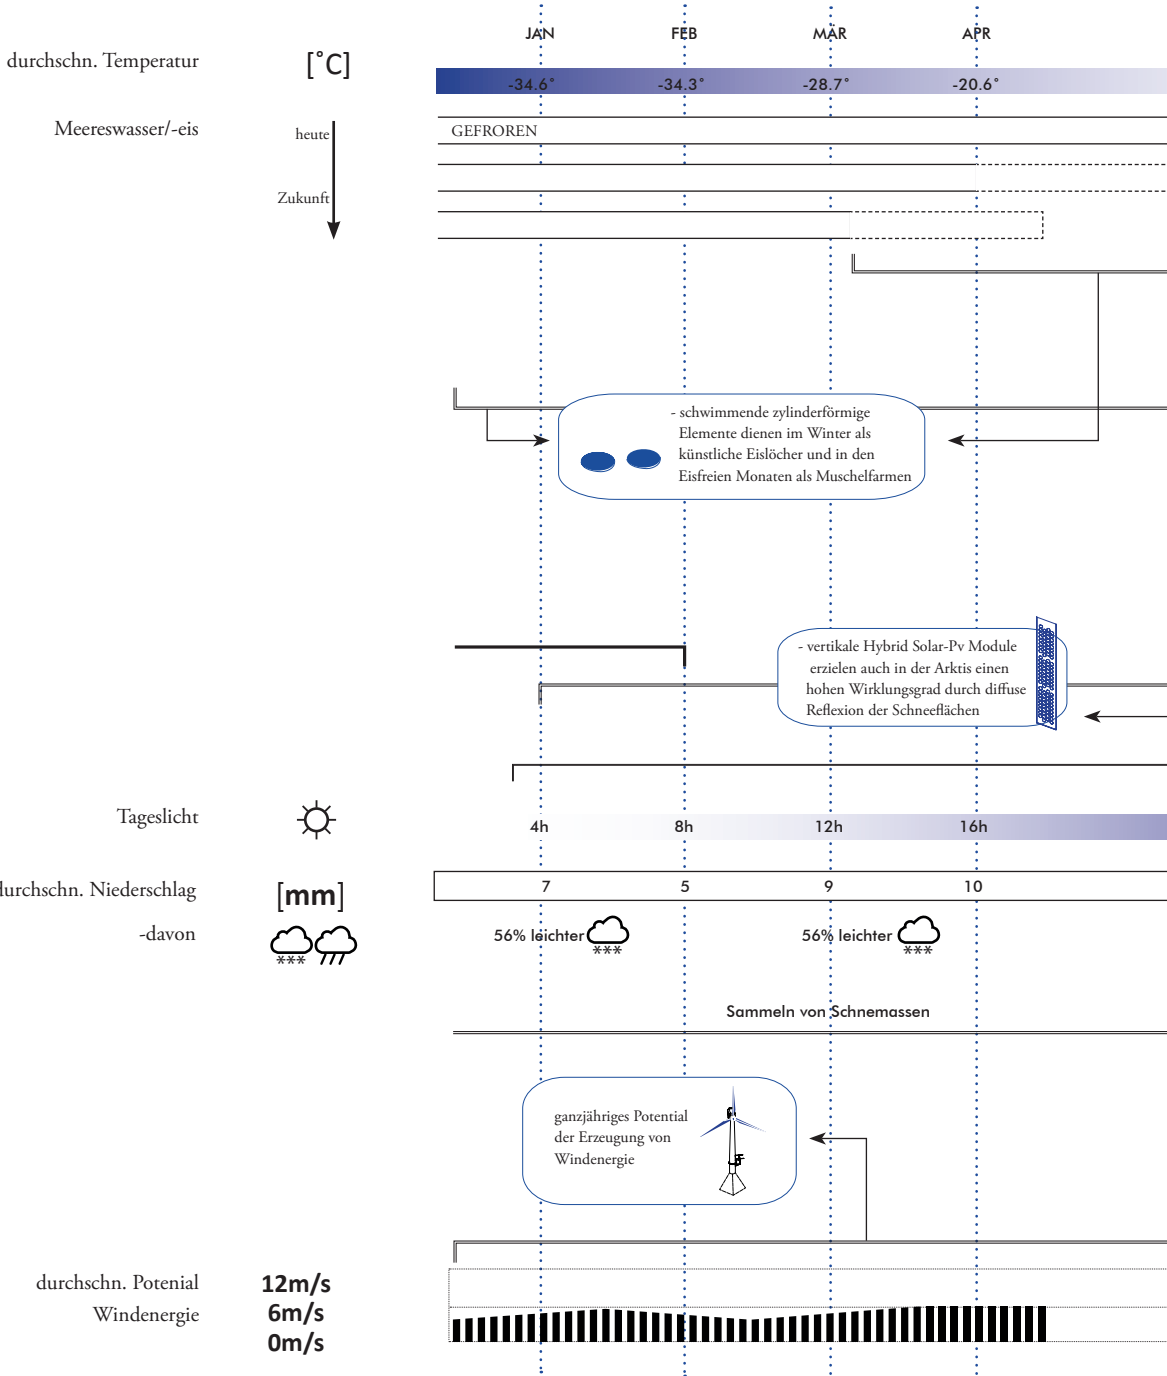 JAN FEB MÄR APR
durchschn. Temperatur [˚C] -34.6˚ -34.3˚ -28.7˚ -20.6˚
Meereswasser/-eis heute GEFROREN
Zukunft
- schwimmende zylinderförmige
Elemente dienen im Winter als
künstliche Eislöcher und in den
Eisfreien Monaten als Muschelfarmen
- vertikale Hybrid Solar-Pv Module
erzielen auch in der Arktis einen
hohen Wirklungsgrad durch diffuse
Reflexion der Schneeflächen
Tageslicht 4h 8h 12h 16h
durchschn. Niederschlag [mm] 7 5 9 10
-davon 56% leichter 56% leichter
Sammeln von Schnemassen
ganzjähriges Potential
der Erzeugung von
Windenergie
durchschn. Potenial 12m/s
Windenergie 6m/s
0m/s